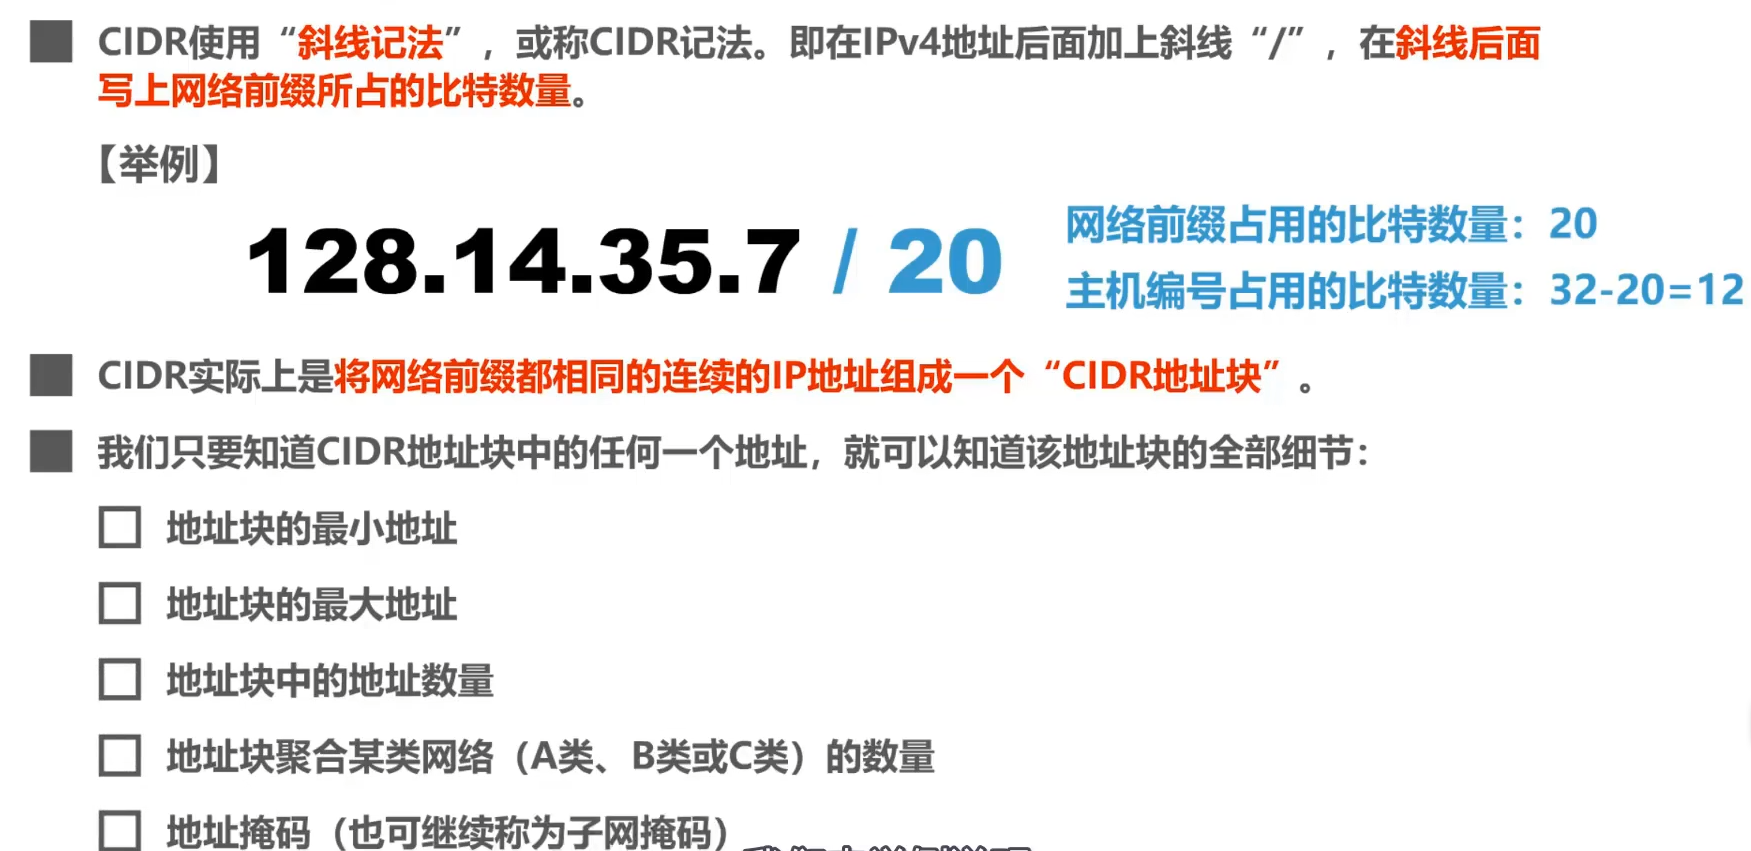 CIDR使用“斜线记法”，或称CIDR记法。即在IPv4地址后面加上斜线“/”，在斜线后面
写上网络前缀所占的比特数量。
【举例】
128.14.35.7 / 20
网络前缀占用的比特数量：20
主机编号占用的比特数量：32-20=12
CIDR实际上是将网络前缀都相同的连续的IP地址组成一个“CIDR地址块”。
我们只要知道CIDR地址块中的任何一个地址，就可以知道该地址块的全部细节：
地址块的最小地址
地址块的最大地址
地址块中的地址数量
地址块聚合某类网络（A类、B类或C类）的数量
地址掩码（也可继续称为子网掩码）